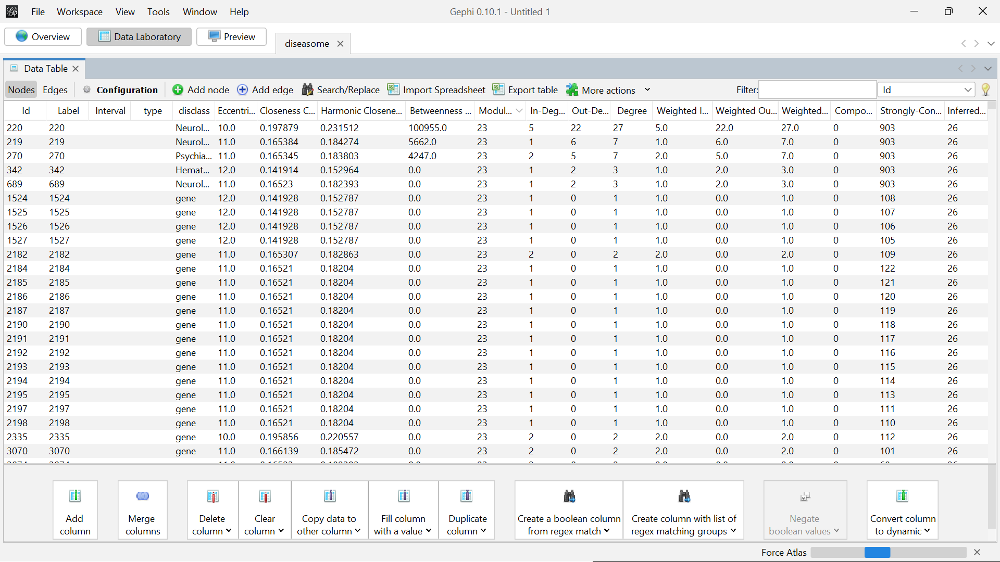 File Workspace View Tools Window Help Gephi 0.10.1 - Untitled 1
Overview Data Laboratory Preview diseasome
Data Table
Nodes Edges Configuration Add node Add edge Search/Replace Import Spreadsheet Export table More actions Filter: Id
Id Label Interval type disclass Eccentri... Closeness C... Harmonic Closene... Betweenness ... Modul... In-Deg... Out-De... Degree Weighted I... Weighted Ou... Weighted... Compo... Strongly-Con... Inferred...
220 220 Neurol... 10.0 0.197879 0.231512 100955.0 23 5 22 27 5.0 22.0 27.0 0 903 26
219 219 Neurol... 11.0 0.165384 0.184274 5662.0 23 1 6 7 1.0 6.0 7.0 0 903 26
270 270 Psychia... 11.0 0.165345 0.183803 4247.0 23 2 5 7 2.0 5.0 7.0 0 903 26
342 342 Hemat... 12.0 0.141914 0.152964 0.0 23 1 2 3 1.0 2.0 3.0 0 903 26
689 689 Neurol... 11.0 0.16523 0.182393 0.0 23 1 2 3 1.0 2.0 3.0 0 903 26
1524 1524 gene 12.0 0.141928 0.152787 0.0 23 1 0 1 1.0 0.0 1.0 0 108 26
1525 1525 gene 12.0 0.141928 0.152787 0.0 23 1 0 1 1.0 0.0 1.0 0 107 26
1526 1526 gene 12.0 0.141928 0.152787 0.0 23 1 0 1 1.0 0.0 1.0 0 106 26
1527 1527 gene 12.0 0.141928 0.152787 0.0 23 1 0 1 1.0 0.0 1.0 0 105 26
2182 2182 gene 11.0 0.165307 0.182863 0.0 23 2 0 2 2.0 0.0 2.0 0 109 26
2184 2184 gene 11.0 0.16521 0.18204 0.0 23 1 0 1 1.0 0.0 1.0 0 122 26
2185 2185 gene 11.0 0.16521 0.18204 0.0 23 1 0 1 1.0 0.0 1.0 0 121 26
2186 2186 gene 11.0 0.16521 0.18204 0.0 23 1 0 1 1.0 0.0 1.0 0 120 26
2187 2187 gene 11.0 0.16521 0.18204 0.0 23 1 0 1 1.0 0.0 1.0 0 119 26
2190 2190 gene 11.0 0.16521 0.18204 0.0 23 1 0 1 1.0 0.0 1.0 0 118 26
2191 2191 gene 11.0 0.16521 0.18204 0.0 23 1 0 1 1.0 0.0 1.0 0 117 26
2192 2192 gene 11.0 0.16521 0.18204 0.0 23 1 0 1 1.0 0.0 1.0 0 116 26
2193 2193 gene 11.0 0.16521 0.18204 0.0 23 1 0 1 1.0 0.0 1.0 0 115 26
2194 2194 gene 11.0 0.16521 0.18204 0.0 23 1 0 1 1.0 0.0 1.0 0 114 26
2195 2195 gene 11.0 0.16521 0.18204 0.0 23 1 0 1 1.0 0.0 1.0 0 113 26
2197 2197 gene 11.0 0.16521 0.18204 0.0 23 1 0 1 1.0 0.0 1.0 0 111 26
2198 2198 gene 11.0 0.16521 0.18204 0.0 23 1 0 1 1.0 0.0 1.0 0 110 26
2335 2335 gene 10.0 0.195856 0.220557 0.0 23 2 0 2 2.0 0.0 2.0 0 112 26
3070 3070 gene 11.0 0.166139 0.185472 0.0 23 2 0 2 2.0 0.0 2.0 0 101 26
Add column
Merge columns
Delete column
Clear column
Copy data to other column
Fill column with a value
Duplicate column
Create a boolean column from regex match
Create column with list of regex matching groups
Negate boolean values
Convert column to dynamic
Force Atlas